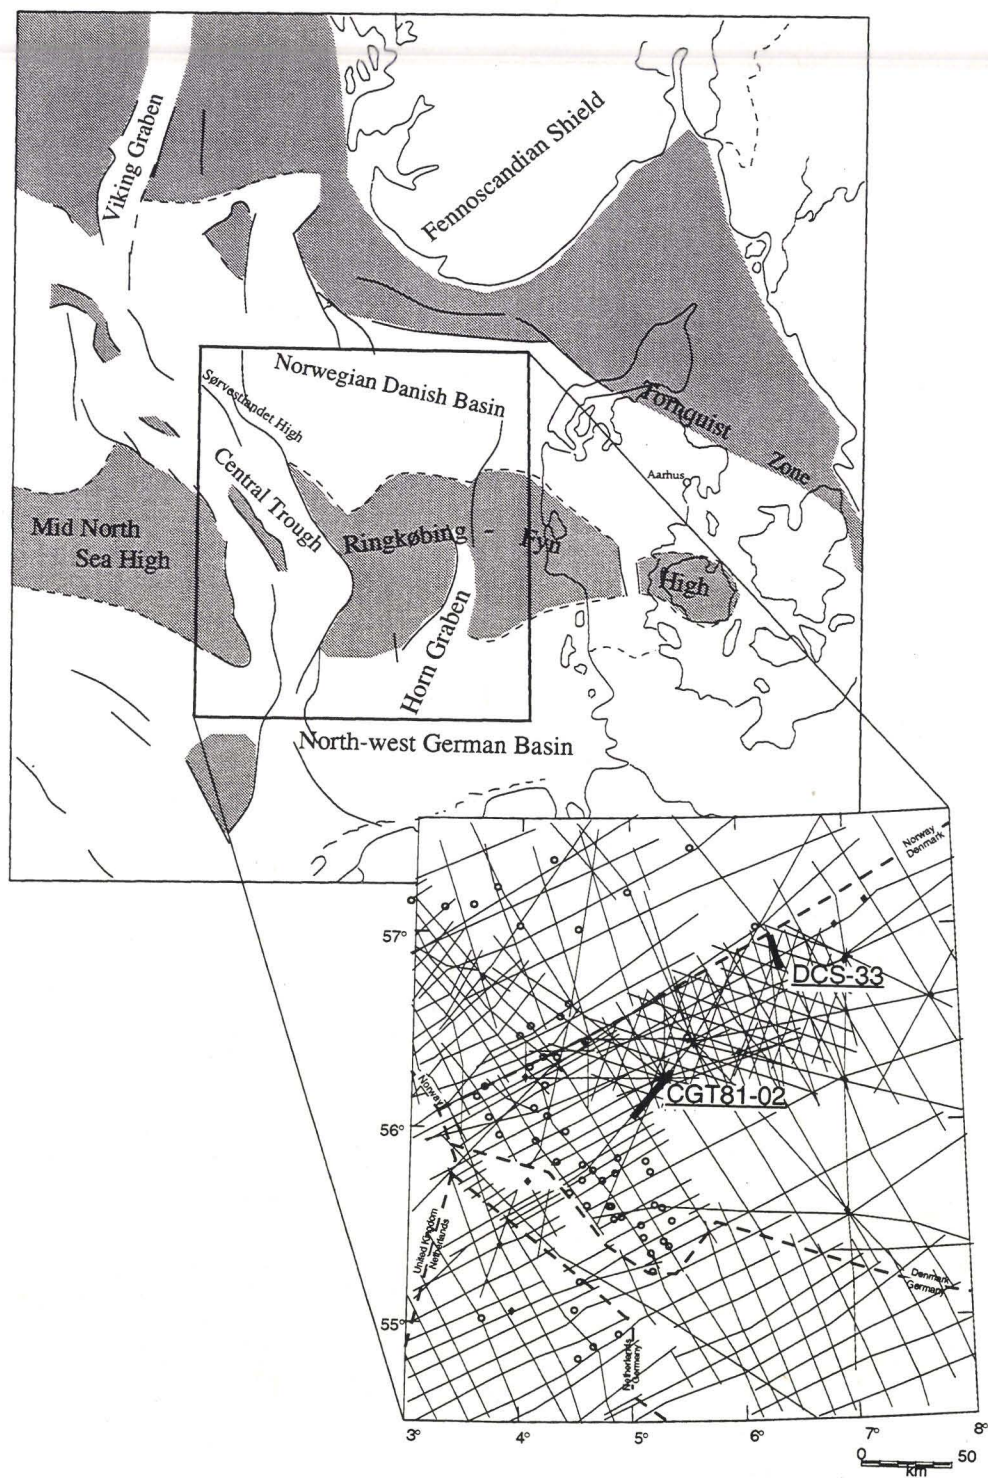 Viking Graben
Fennoscandian Shield
Norwegian Danish Basin
Sørvestlandet High
Central Trough
Tornquist
Zone
Aarhus
Mid North
Sea High
Ringkøbing - Fyn
High
Horn Graben
North-west German Basin
Norway
Denmark
57°
DCS-33
Norway
CGT81-02
56°
United Kingdom
Netherlands
Denmark
Germany
55°
Netherlands
Germany
3°
4°
5°
6°
7°
8°
0 50
km